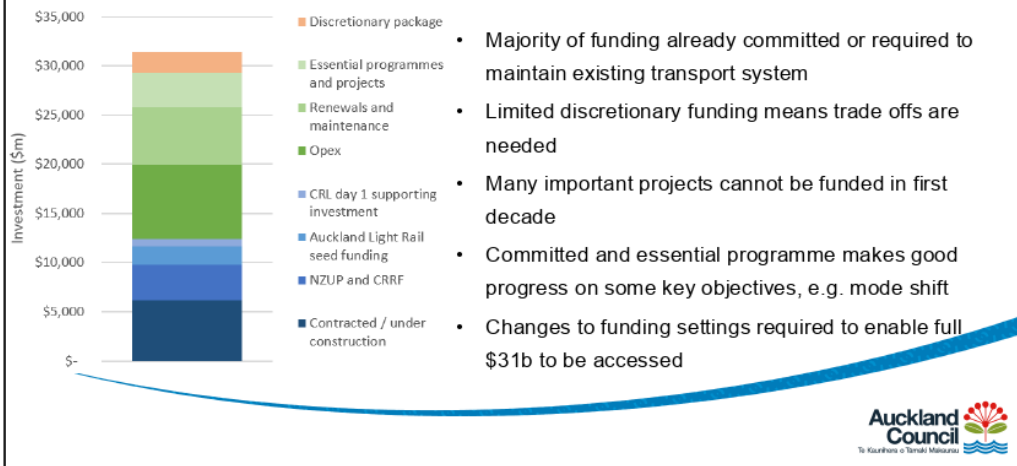 $35,000
$30,000
$25,000
$20,000
$15,000
$10,000
$5,000
$-
Investment ($m)
Discretionary package
Essential programmes
and projects
Renewals and
maintenance
Opex
CRL day 1 supporting
investment
Auckland Light Rail
seed funding
NZUP and CRRF
Contracted / under
construction
• Majority of funding already committed or required to
maintain existing transport system
• Limited discretionary funding means trade offs are
needed
• Many important projects cannot be funded in first
decade
• Committed and essential programme makes good
progress on some key objectives, e.g. mode shift
• Changes to funding settings required to enable full
$31b to be accessed
Auckland
Council
Te Kaunihera o Tāmaki Makaurau